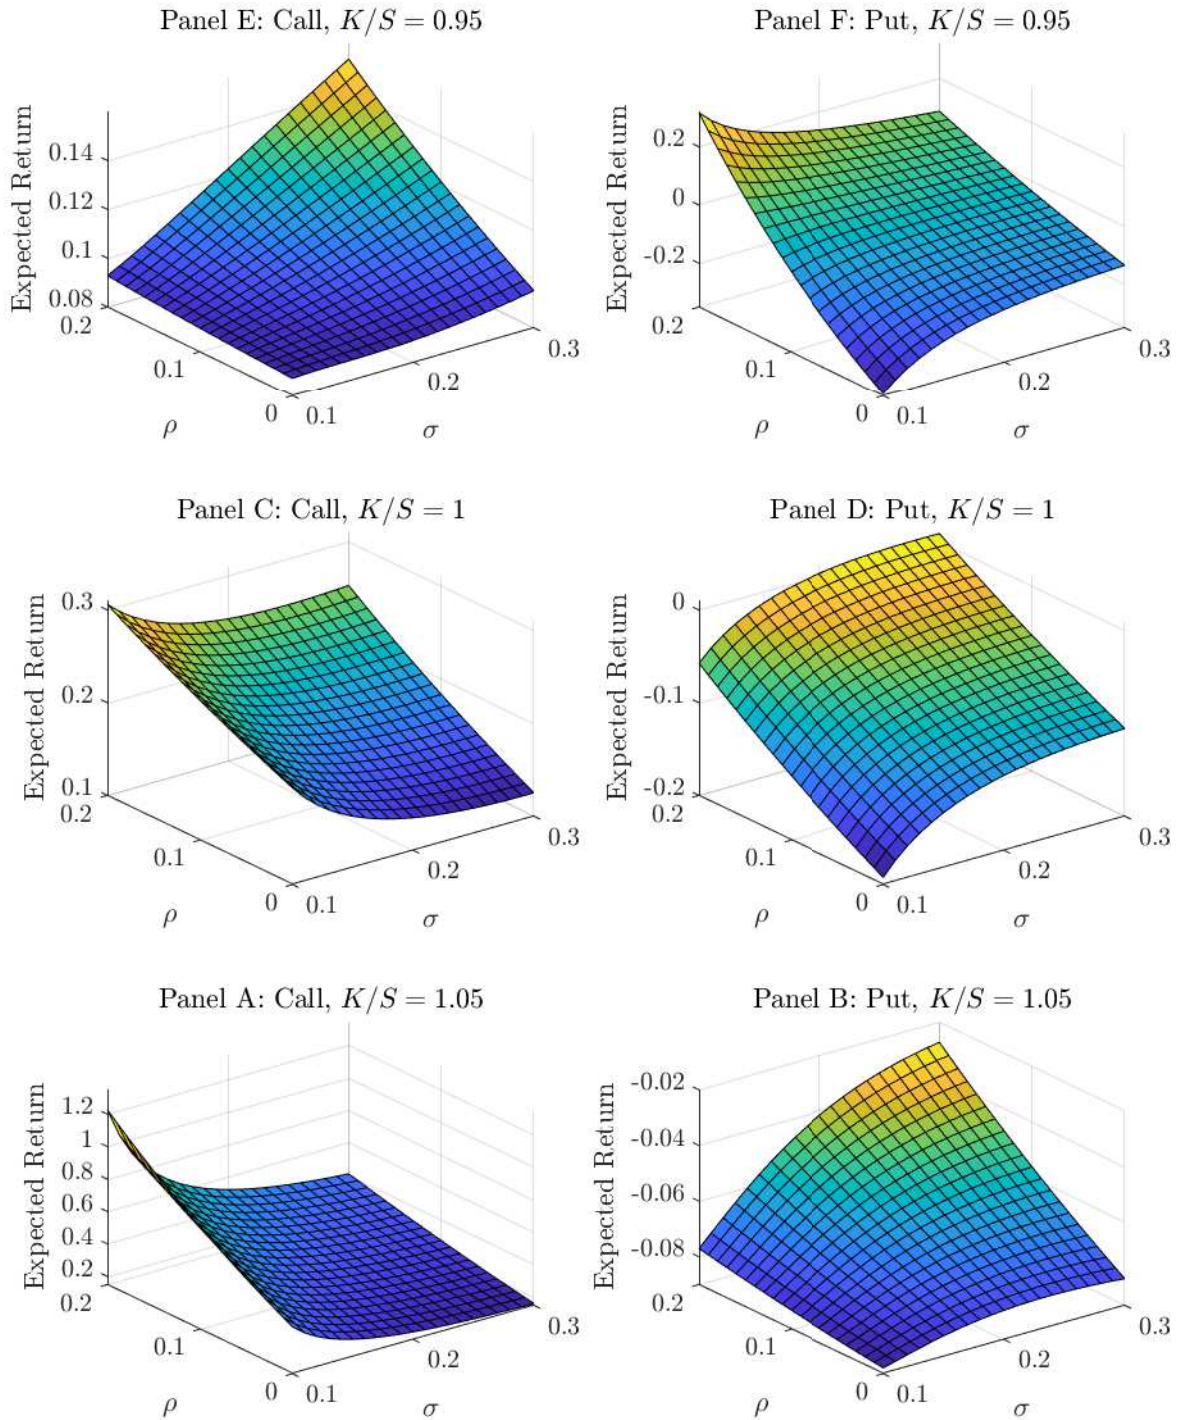 Panel E: Call, K/S = 0.95
Expected Return
0.14
0.12
0.1
0.08
0.2
0.1
0
ρ
0.1
0.2
0.3
σ
Panel F: Put, K/S = 0.95
Expected Return
0.2
0
-0.2
0.2
0.1
0
ρ
0.1
0.2
0.3
σ
Panel C: Call, K/S = 1
Expected Return
0.3
0.2
0.1
0.2
0.1
0
ρ
0.1
0.2
0.3
σ
Panel D: Put, K/S = 1
Expected Return
0
-0.1
-0.2
0.2
0.1
0
ρ
0.1
0.2
0.3
σ
Panel A: Call, K/S = 1.05
Expected Return
1.2
1
0.8
0.6
0.4
0.2
0.2
0.1
0
ρ
0.1
0.2
0.3
σ
Panel B: Put, K/S = 1.05
Expected Return
-0.02
-0.04
-0.06
-0.08
0.2
0.1
0
ρ
0.1
0.2
0.3
σ